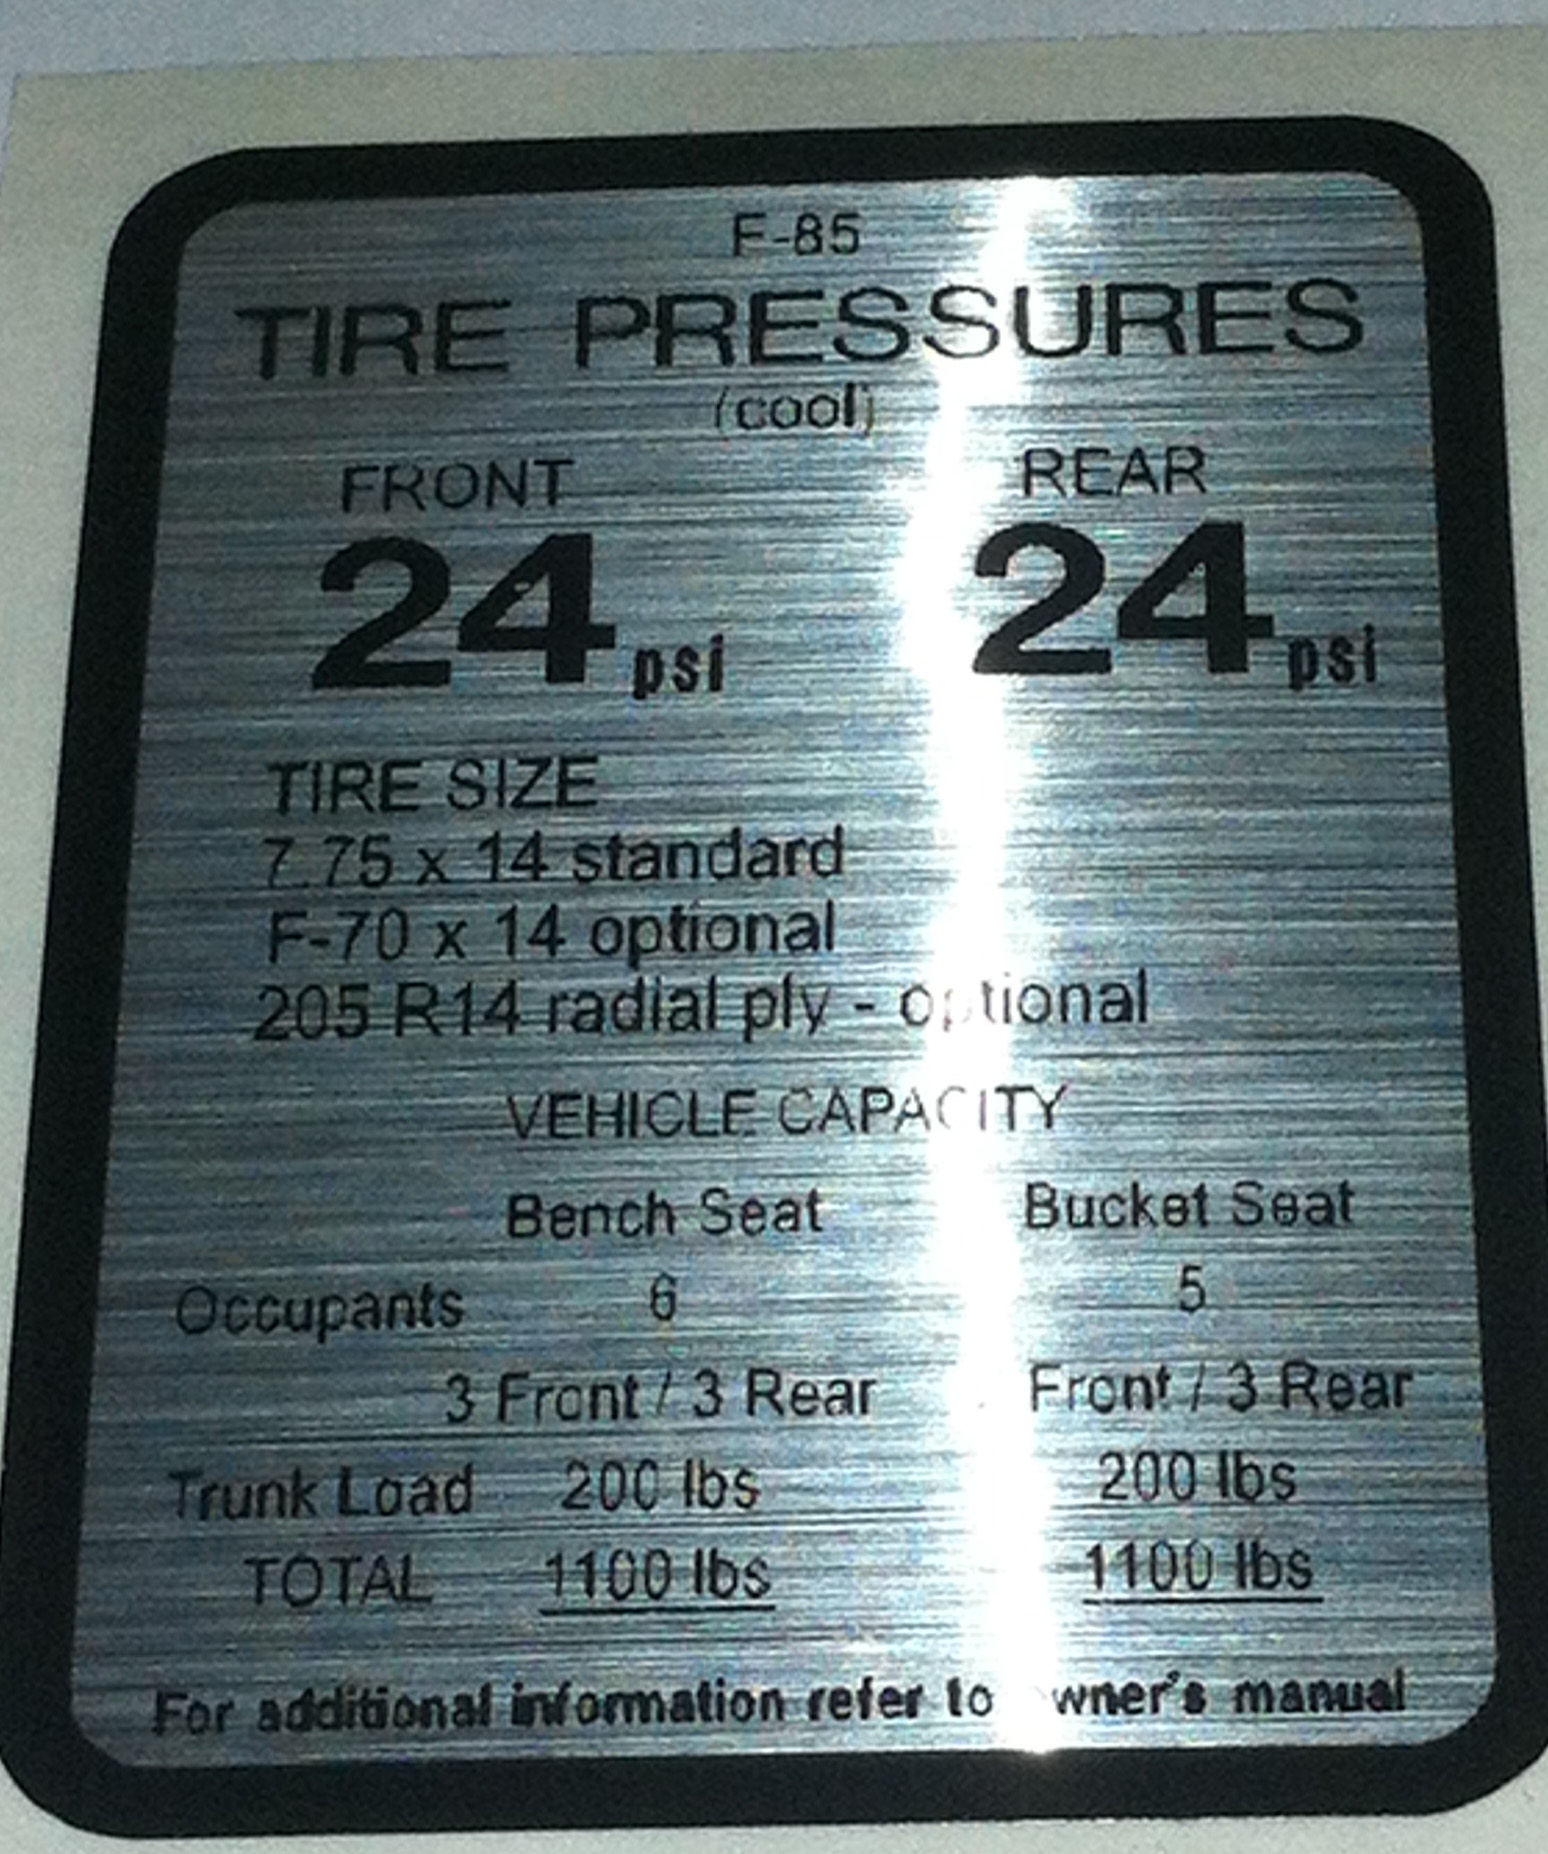 F-85
TIRE PRESSURES
(cool)
FRONT REAR
24 psi 24 psi
TIRE SIZE
7.75 x 14 standard
F-70 x 14 optional
205 R14 radial ply - optional
VEHICLE CAPACITY
Bench Seat Bucket Seat
Occupants 6 5
3 Front / 3 Rear Front / 3 Rear
Trunk Load 200 lbs 200 lbs
TOTAL 1100 lbs 1100 lbs
For additional information refer to owner's manual